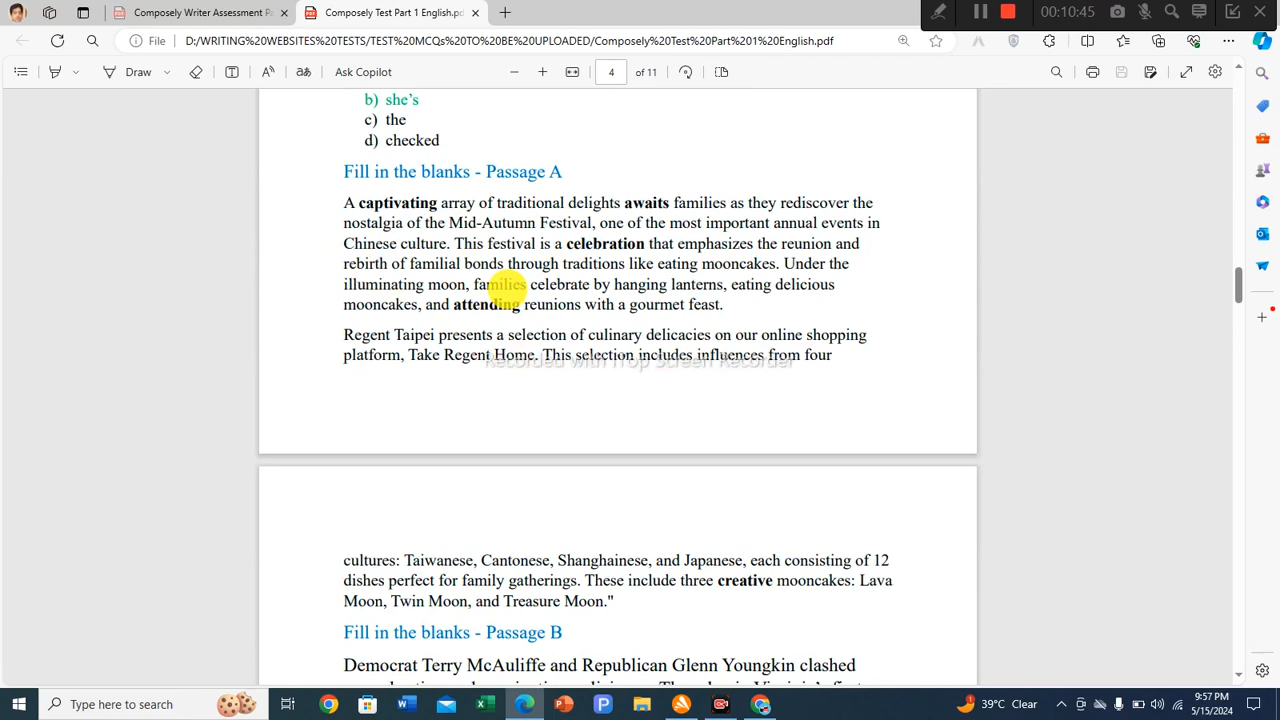 Composely Writer Assessment Pa
Composely Test Part 1 English.pd
00:10:45
File
D:/WRITING%20WEBSITES%20TESTS/TEST%20MCQs%20TO%20BE%20UPLOADED/Composely%20Test%20Part%201%20English.pdf
Draw
aあ
Ask Copilot
4 of 11
b) she's
c) the
d) checked
Fill in the blanks - Passage A
A captivating array of traditional delights awaits families as they rediscover the
nostalgia of the Mid-Autumn Festival, one of the most important annual events in
Chinese culture. This festival is a celebration that emphasizes the reunion and
rebirth of familial bonds through traditions like eating mooncakes. Under the
illuminating moon, families celebrate by hanging lanterns, eating delicious
mooncakes, and attending reunions with a gourmet feast.
Regent Taipei presents a selection of culinary delicacies on our online shopping
platform, Take Regent Home. This selection includes influences from four
Recorded with iTop Screen Recorder
cultures: Taiwanese, Cantonese, Shanghainese, and Japanese, each consisting of 12
dishes perfect for family gatherings. These include three creative mooncakes: Lava
Moon, Twin Moon, and Treasure Moon."
Fill in the blanks - Passage B
Democrat Terry McAuliffe and Republican Glenn Youngkin clashed
Type here to search
39°C Clear
9:57 PM
5/15/2024